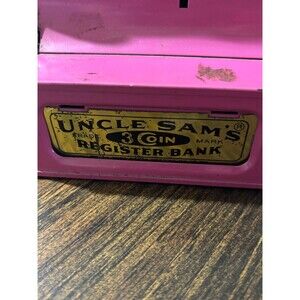 UNCLE SAM'S ®
TRADE 3 COIN MARK
REGISTER BANK